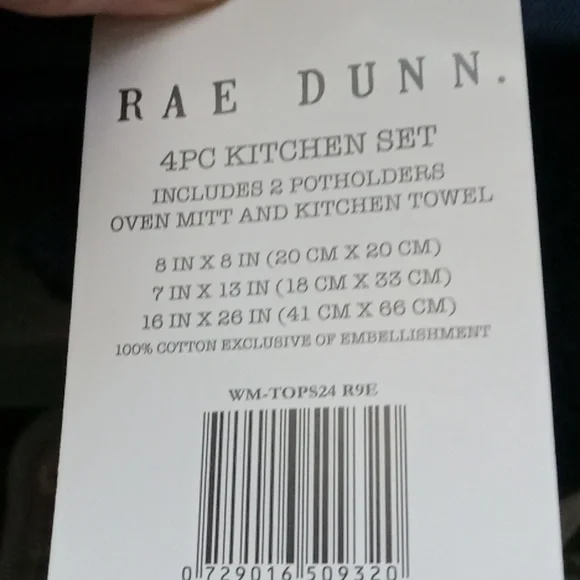 RAE DUNN.
4PC KITCHEN SET
INCLUDES 2 POTHOLDERS
OVEN MITT AND KITCHEN TOWEL
8 IN X 8 IN (20 CM X 20 CM)
7 IN X 13 IN (18 CM X 33 CM)
16 IN X 26 IN (41 CM X 66 CM)
100% COTTON EXCLUSIVE OF EMBELLISHMENT
WM-TOPS24 R9E
0 729016 509320